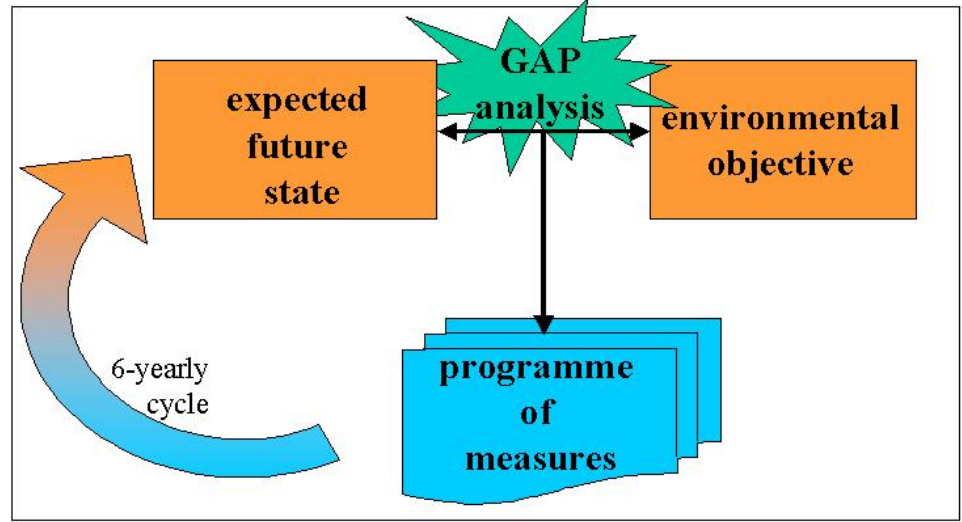 GAP
analysis
expected
future
state
environmental
objective
6-yearly
cycle
programme
of
measures